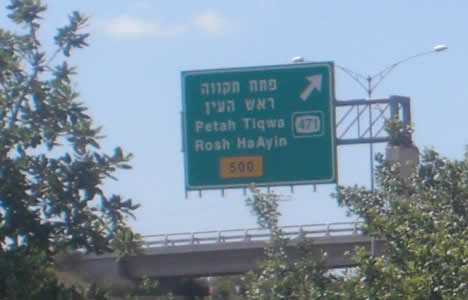 פתח תקווה
ראש העין
Petah Tiqwa
Rosh HaAyin
471
500